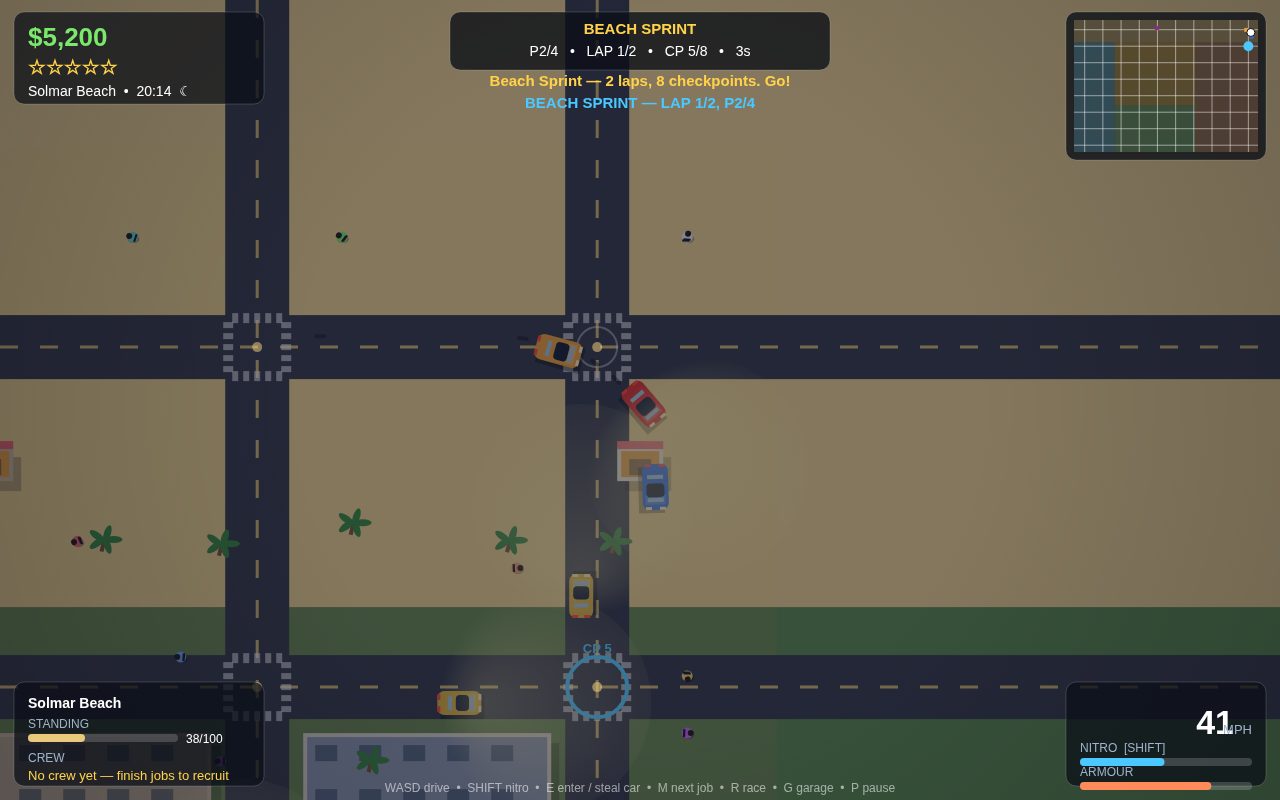 $5,200
☆☆☆☆☆
Solmar Beach • 20:14 ☾
BEACH SPRINT
P2/4 • LAP 1/2 • CP 5/8 • 3s
Beach Sprint — 2 laps, 8 checkpoints. Go!
BEACH SPRINT — LAP 1/2, P2/4
CP 5
Solmar Beach
STANDING
38/100
CREW
No crew yet — finish jobs to recruit
41 MPH
NITRO [SHIFT]
ARMOUR
WASD drive • SHIFT nitro • E enter / steal car • M next job • R race • G garage • P pause